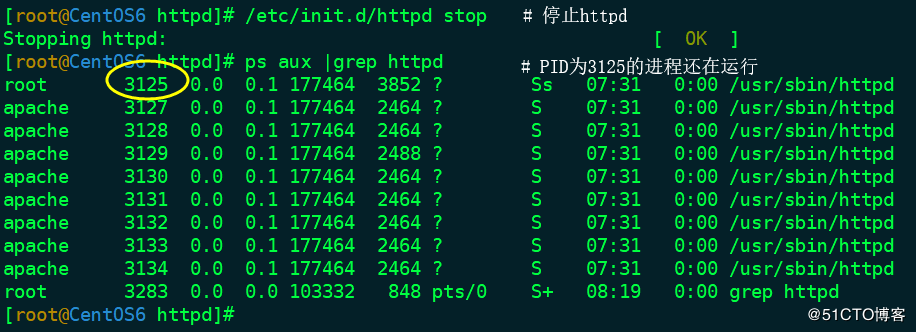 [root@CentOS6 httpd]# /etc/init.d/httpd stop # 停止httpd
Stopping httpd: [ OK ]
[root@CentOS6 httpd]# ps aux |grep httpd # PID为3125的进程还在运行
root 3125 0.0 0.1 177464 3852 ? Ss 07:31 0:00 /usr/sbin/httpd
apache 3127 0.0 0.1 177464 2464 ? S 07:31 0:00 /usr/sbin/httpd
apache 3128 0.0 0.1 177464 2464 ? S 07:31 0:00 /usr/sbin/httpd
apache 3129 0.0 0.1 177464 2488 ? S 07:31 0:00 /usr/sbin/httpd
apache 3130 0.0 0.1 177464 2464 ? S 07:31 0:00 /usr/sbin/httpd
apache 3131 0.0 0.1 177464 2464 ? S 07:31 0:00 /usr/sbin/httpd
apache 3132 0.0 0.1 177464 2464 ? S 07:31 0:00 /usr/sbin/httpd
apache 3133 0.0 0.1 177464 2464 ? S 07:31 0:00 /usr/sbin/httpd
apache 3134 0.0 0.1 177464 2464 ? S 07:31 0:00 /usr/sbin/httpd
root 3283 0.0 0.0 103332 848 pts/0 S+ 08:19 0:00 grep httpd
[root@CentOS6 httpd]#
@51CTO博客